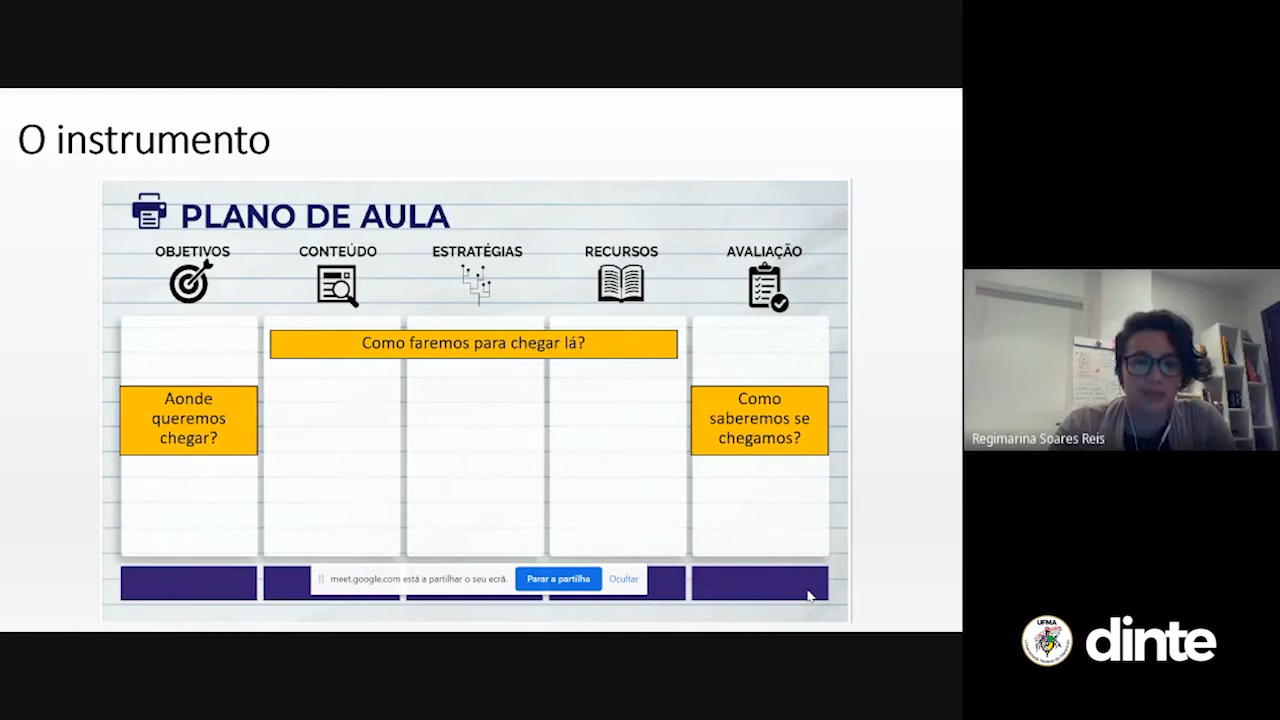 O instrumento
PLANO DE AULA
OBJETIVOS
CONTEÚDO
ESTRATÉGIAS
RECURSOS
AVALIAÇÃO
Como faremos para chegar lá?
Aonde
queremos
chegar?
Como
saberemos se
chegamos?
meet.google.com está a partilhar o seu ecrã.
Parar a partilha
Ocultar
Regimarina Soares Reis
UFMA
dinte